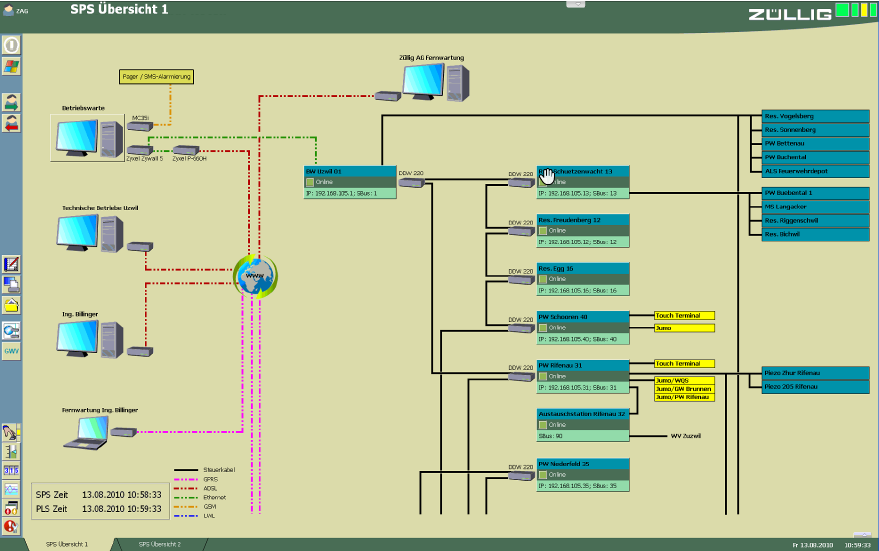 ZAG
SPS Übersicht 1
ZÜLLIG
Pager / SMS-Alarmierung
Züllig AG Fernwartung
Betriebswarte
MC35i
Zyxel Zywall 5
Zyxel P-660H
EW Uzwil 01
Online
IP: 192.168.105.1; SBus: 1
DDW 220
DDW 220
Schuetzenwacht 13
IP: 192.168.105.13; SBus: 13
Res. Vogelsberg
Res. Sonnenberg
PW Bettenau
PW Buchental
ALS Feuerwehrdepot
PW Buebental 1
MS Langacker
Res. Riggenschwil
Res. Bichwil
Technische Betriebe Uzwil
DDW 220
Res. Freudenberg 12
Online
IP: 192.168.105.12; SBus: 12
www
DDW 220
Res. Egg 16
Online
IP: 192.168.105.16; SBus: 16
Ing. Billinger
DDW 220
PW Schooren 40
Online
IP: 192.168.105.40; SBus: 40
Touch Terminal
Jumo
GWV
DDW 220
PW Rifenau 31
Online
IP: 192.168.105.31; SBus: 31
Touch Terminal
Jumo/WQS
Jumo/GW Brunnen
Jumo/PW Rifenau
Piezo 2bur Rifenau
Piezo 205 Rifenau
Fernwartung Ing. Billinger
Austauschstation Rifenau 32
Online
SBus: 90
WV Zuzwil
DDW 220
PW Niederfeld 35
Online
IP: 192.168.105.35; SBus: 35
Steuerkabel
GPRS
ADSL
Ethernet
GSM
LWL
SPS Zeit 13.08.2010 10:58:33
PLS Zeit 13.08.2010 10:59:33
SPS Übersicht 1
SPS Übersicht 2
Fr 13.08.2010 10:59:33